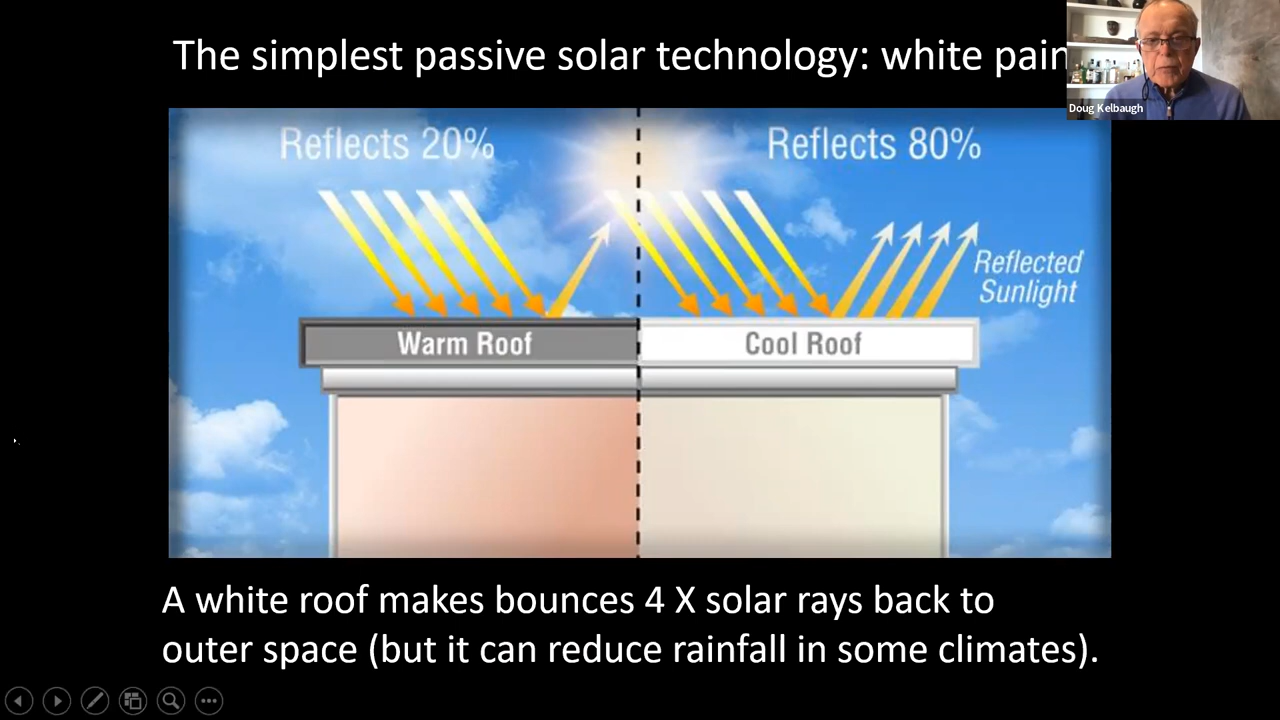 The simplest passive solar technology: white pain
Doug Kelbaugh
Reflects 20%
Reflects 80%
Reflected
Sunlight
Warm Roof
Cool Roof
A white roof makes bounces 4 X solar rays back to
outer space (but it can reduce rainfall in some climates).